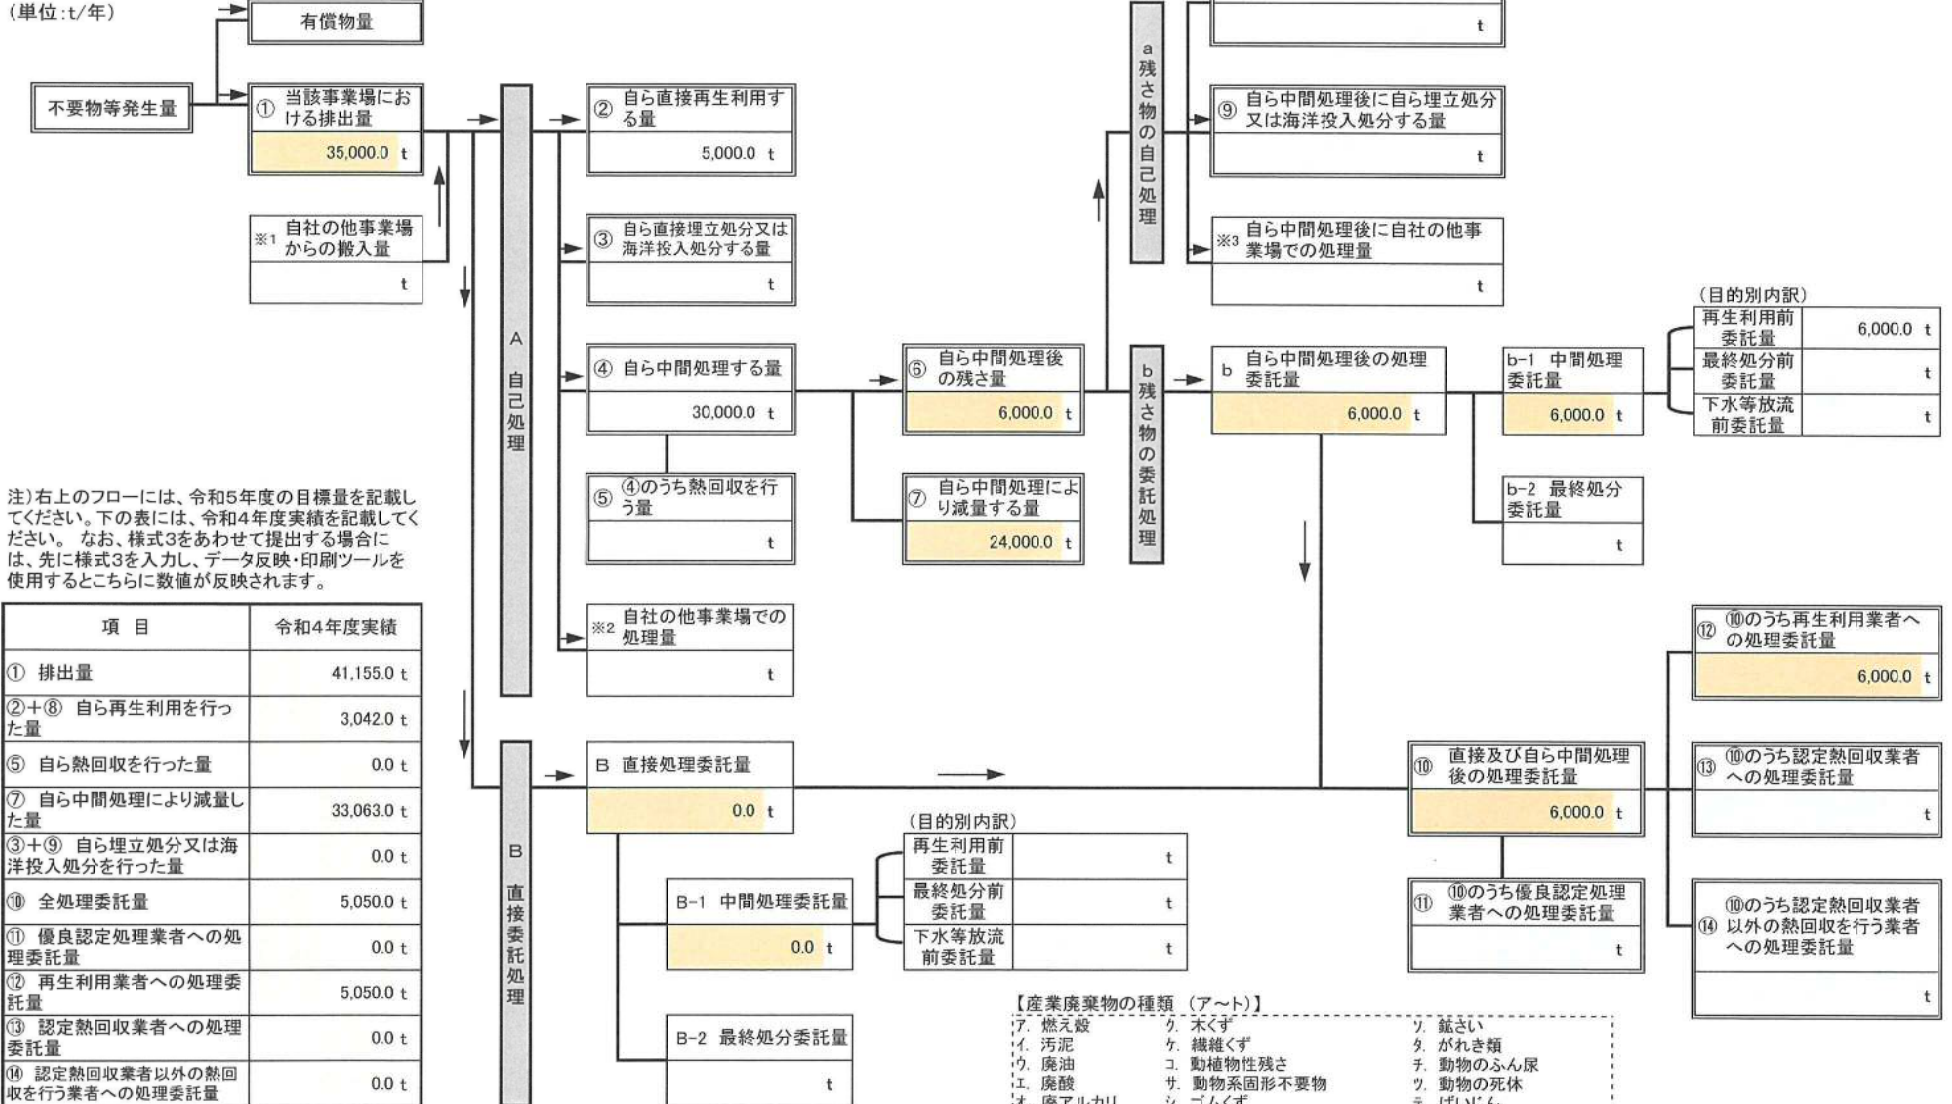 (単位:t/年)
有償物量
不要物等発生量
① 当該事業場にお
ける排出量
35,000.0 t
※1 自社の他事業場
からの搬入量
t
A 自己処理
② 自ら直接再生利用す
る量
5,000.0 t
③ 自ら直接埋立処分又は
海洋投入処分する量
t
④ 自ら中間処理する量
30,000.0 t
⑤ ④のうち熱回収を行
う量
t
※2 自社の他事業場での
処理量
t
⑥ 自ら中間処理後
の残さ量
6,000.0 t
⑦ 自ら中間処理によ
り減量する量
24,000.0 t
a 残さ物の自己処理
t
⑨ 自ら中間処理後に自ら埋立処分
又は海洋投入処分する量
t
※3 自ら中間処理後に自社の他事
業場での処理量
t
b 残さ物の委託処理
b 自ら中間処理後の処理
委託量
6,000.0 t
b-1 中間処理
委託量
6,000.0 t
(目的別内訳)
再生利用前
委託量
6,000.0 t
最終処分前
委託量
t
下水等放流
前委託量
t
b-2 最終処分
委託量
t
注)右上のフローには、令和5年度の目標量を記載し
てください。下の表には、令和4年度実績を記載してく
ださい。 なお、様式3をあわせて提出する場合に
は、先に様式3を入力し、データ反映・印刷ツールを
使用するとこちらに数値が反映されます。
項 目 令和4年度実績
① 排出量 41,155.0 t
②+⑧ 自ら再生利用を行っ
た量
3,042.0 t
⑤ 自ら熱回収を行った量 0.0 t
⑦ 自ら中間処理により減量し
た量
33,063.0 t
③+⑨ 自ら埋立処分又は海
洋投入処分を行った量
0.0 t
⑩ 全処理委託量 5,050.0 t
⑪ 優良認定処理業者への処
理委託量
0.0 t
⑫ 再生利用業者への処理委
託量
5,050.0 t
⑬ 認定熱回収業者への処理
委託量
0.0 t
⑭ 認定熱回収業者以外の熱回
収を行う業者への処理委託量
0.0 t
B 直接委託処理
B 直接処理委託量
0.0 t
B-1 中間処理委託量
0.0 t
(目的別内訳)
再生利用前
委託量
t
最終処分前
委託量
t
下水等放流
前委託量
t
B-2 最終処分委託量
t
⑩ 直接及び自ら中間処理
後の処理委託量
6,000.0 t
⑪ ⑩のうち優良認定処理
業者への処理委託量
t
⑫ ⑩のうち再生利用業者へ
の処理委託量
6,000.0 t
⑬ ⑩のうち認定熱回収業者
への処理委託量
t
⑭ ⑩のうち認定熱回収業者
以外の熱回収を行う業者
への処理委託量
t
【産業廃棄物の種類 (ア~ト)】
ア. 燃え殻 ク. 木くず ソ. 鉱さい
イ. 汚泥 ケ. 繊維くず タ. がれき類
ウ. 廃油 コ. 動植物性残さ チ. 動物のふん尿
エ. 廃酸 サ. 動物系固形不要物 ツ. 動物の死体
オ. 廃アルカリ シ. ゴムくず テ. ばいじん